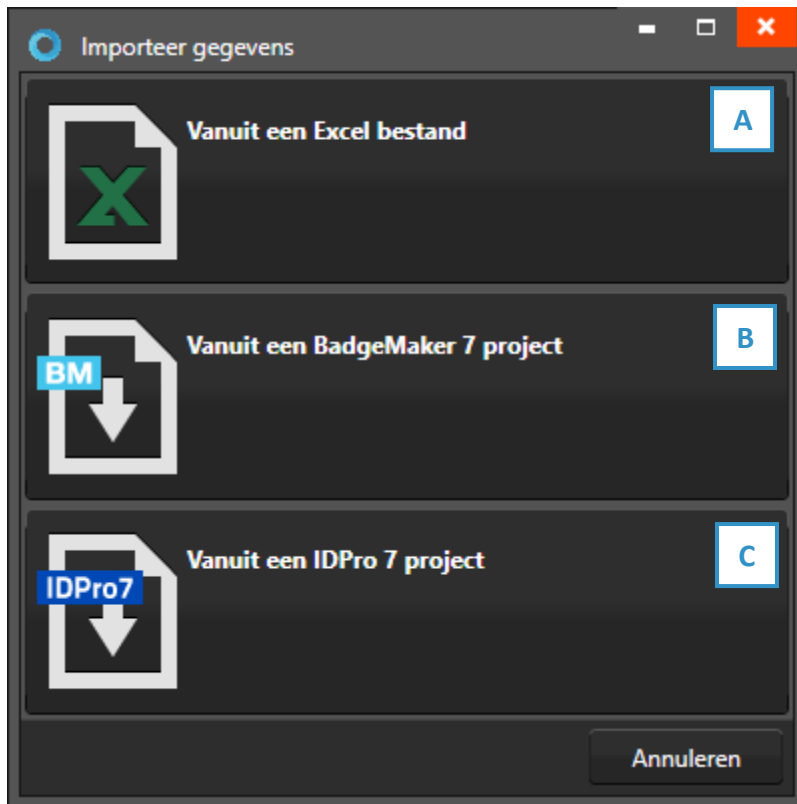 Importeer gegevens
Vanuit een Excel bestand
A
X
Vanuit een BadgeMaker 7 project
B
BM
Vanuit een IDPro 7 project
C
IDPro7
Annuleren